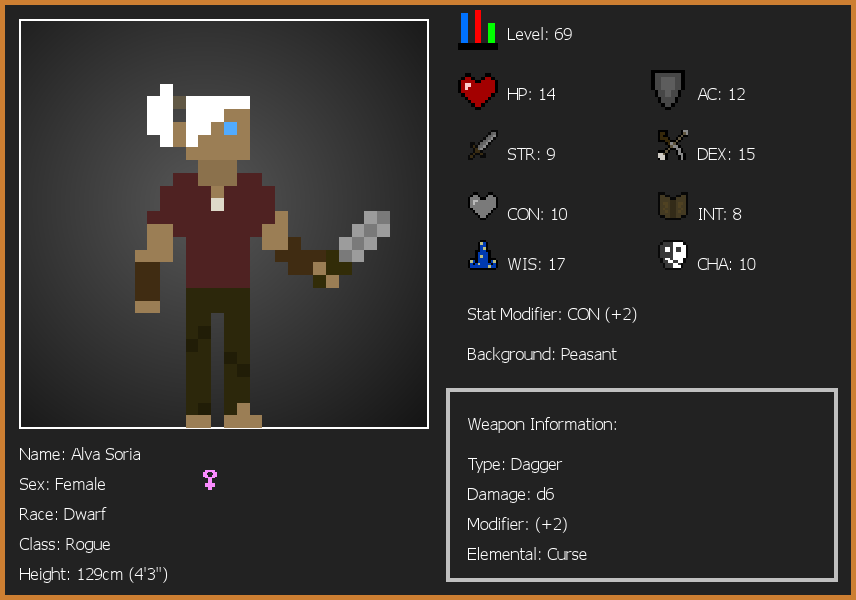 Level: 69
HP: 14
AC: 12
STR: 9
DEX: 15
CON: 10
INT: 8
WIS: 17
CHA: 10
Stat Modifier: CON (+2)
Background: Peasant
Weapon Information:
Type: Dagger
Damage: d6
Modifier: (+2)
Elemental: Curse
Name: Alva Soria
Sex: Female
Race: Dwarf
Class: Rogue
Height: 129cm (4'3")